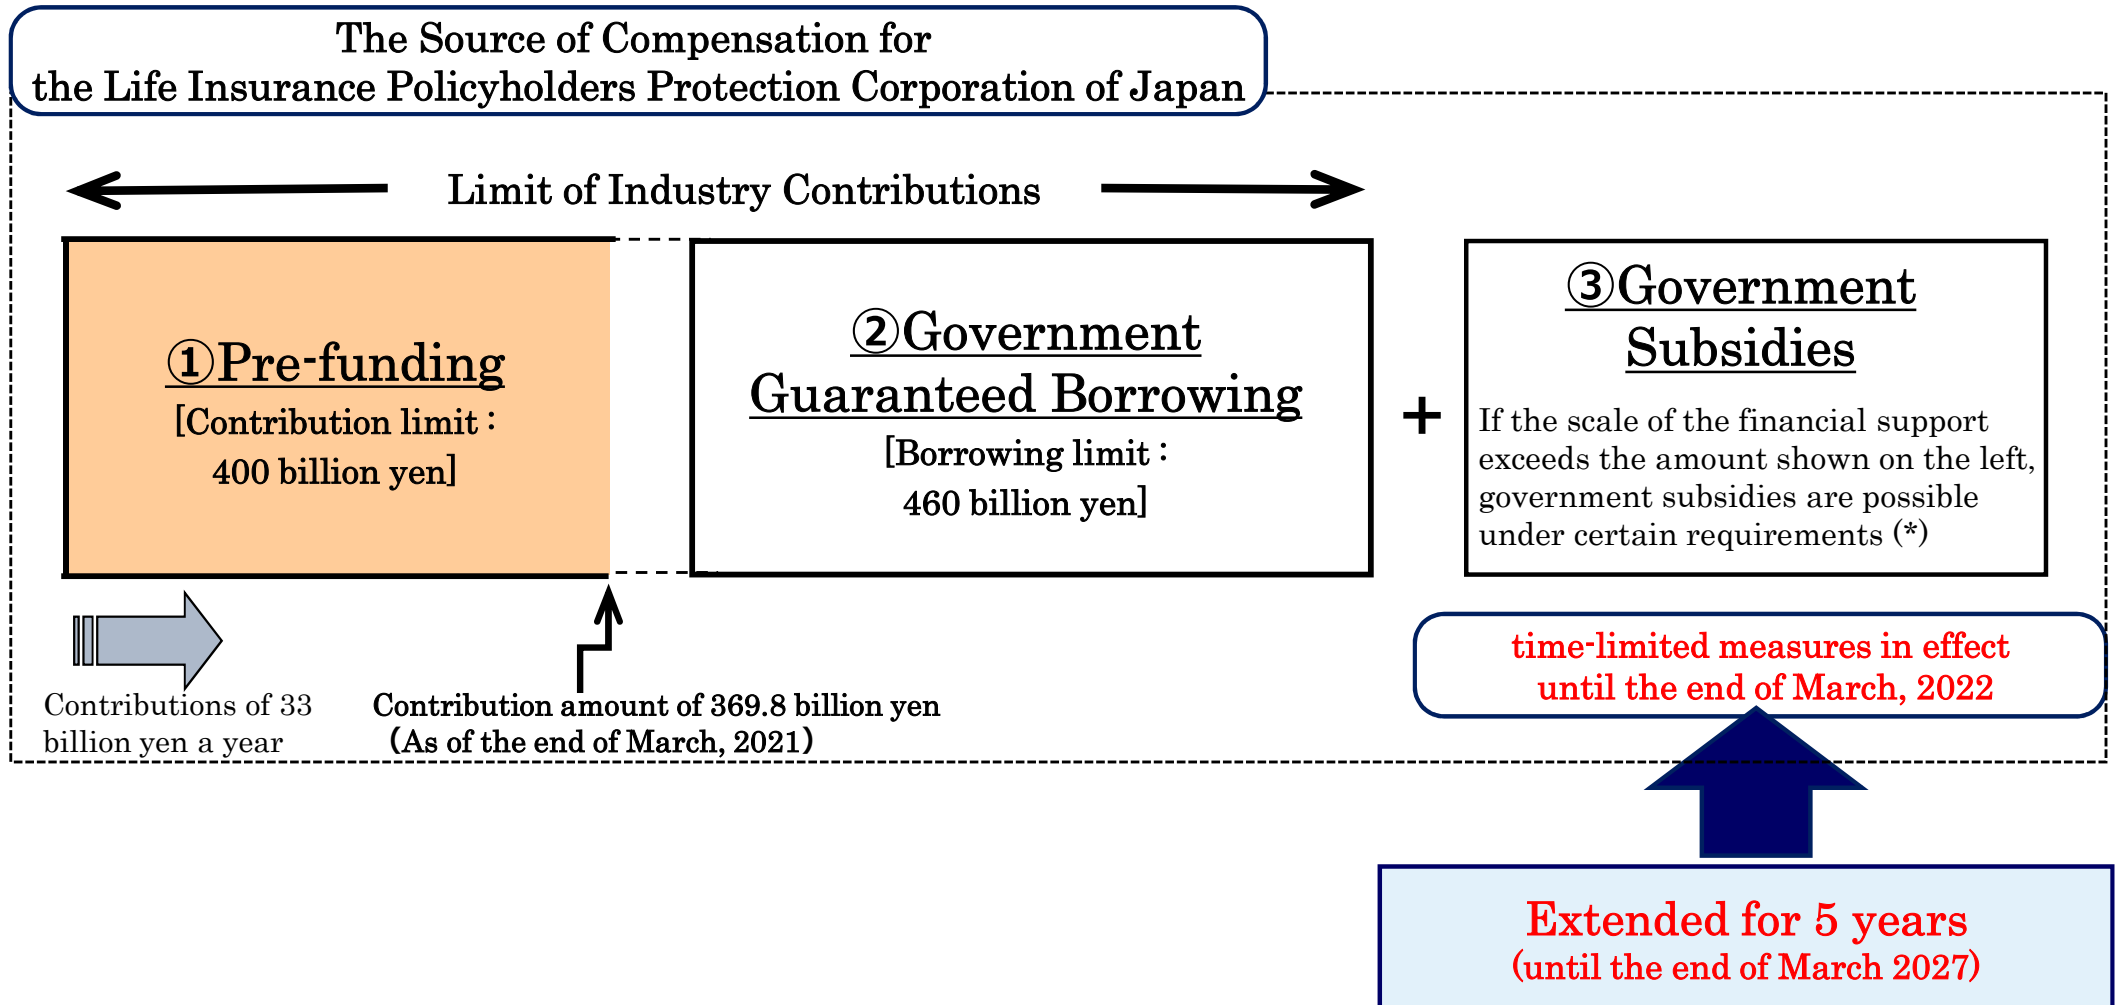 The Source of Compensation for
the Life Insurance Policyholders Protection Corporation of Japan
Limit of Industry Contributions
①Pre-funding
[Contribution limit :
400 billion yen]
②Government
Guaranteed Borrowing
[Borrowing limit :
460 billion yen]
+
③Government
Subsidies
If the scale of the financial support
exceeds the amount shown on the left,
government subsidies are possible
under certain requirements (*)
Contributions of 33
billion yen a year
Contribution amount of 369.8 billion yen
(As of the end of March, 2021)
time-limited measures in effect
until the end of March, 2022
Extended for 5 years
(until the end of March 2027)